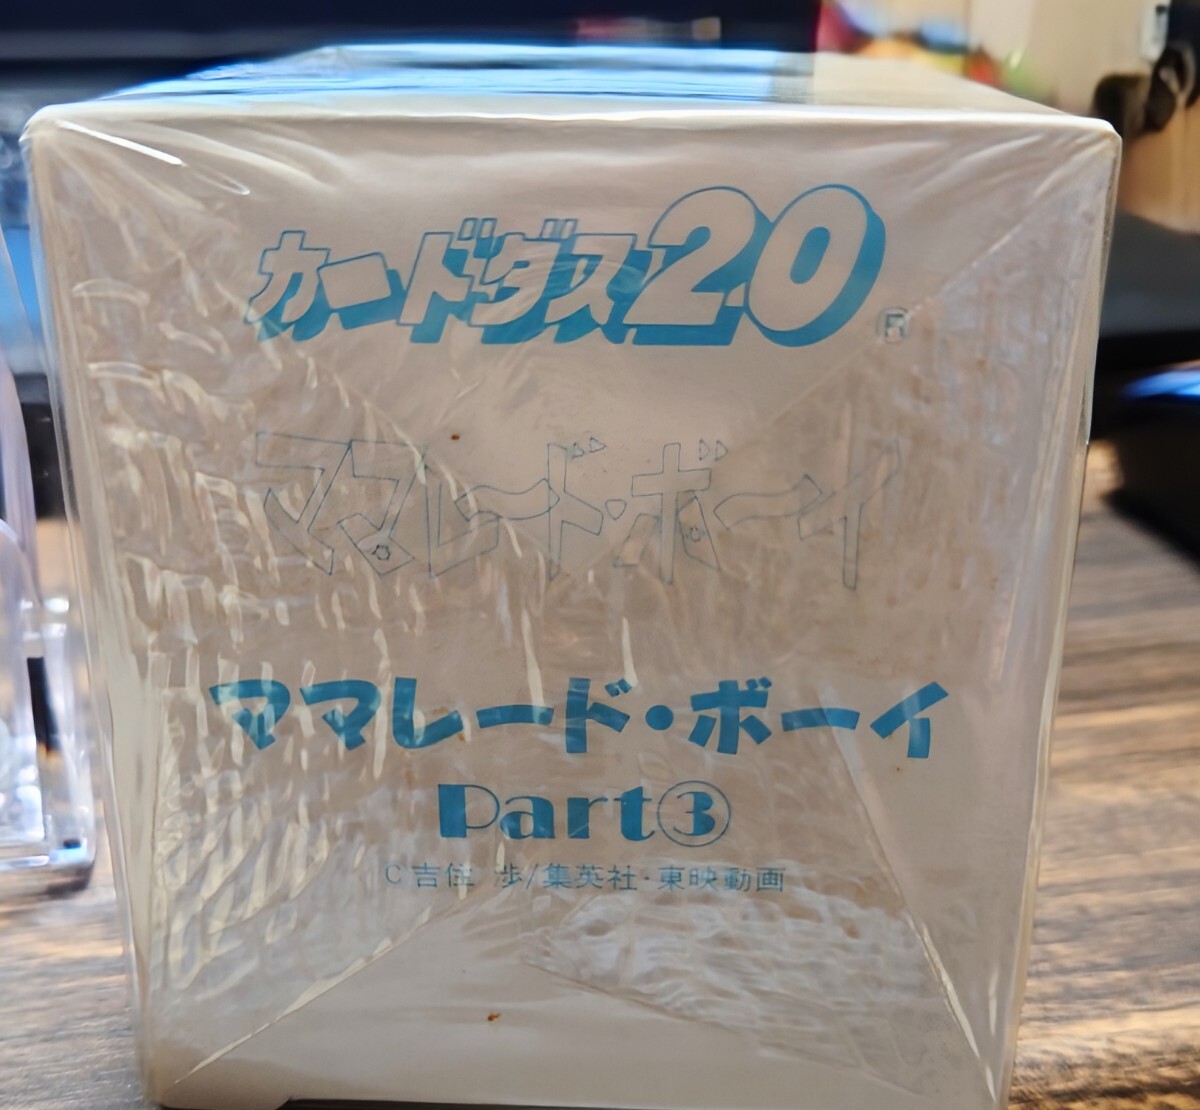 カードダス20®
ママレード・ボーイ
ママレード・ボーイ
Part③
C吉住 渉/集英社・東映動画